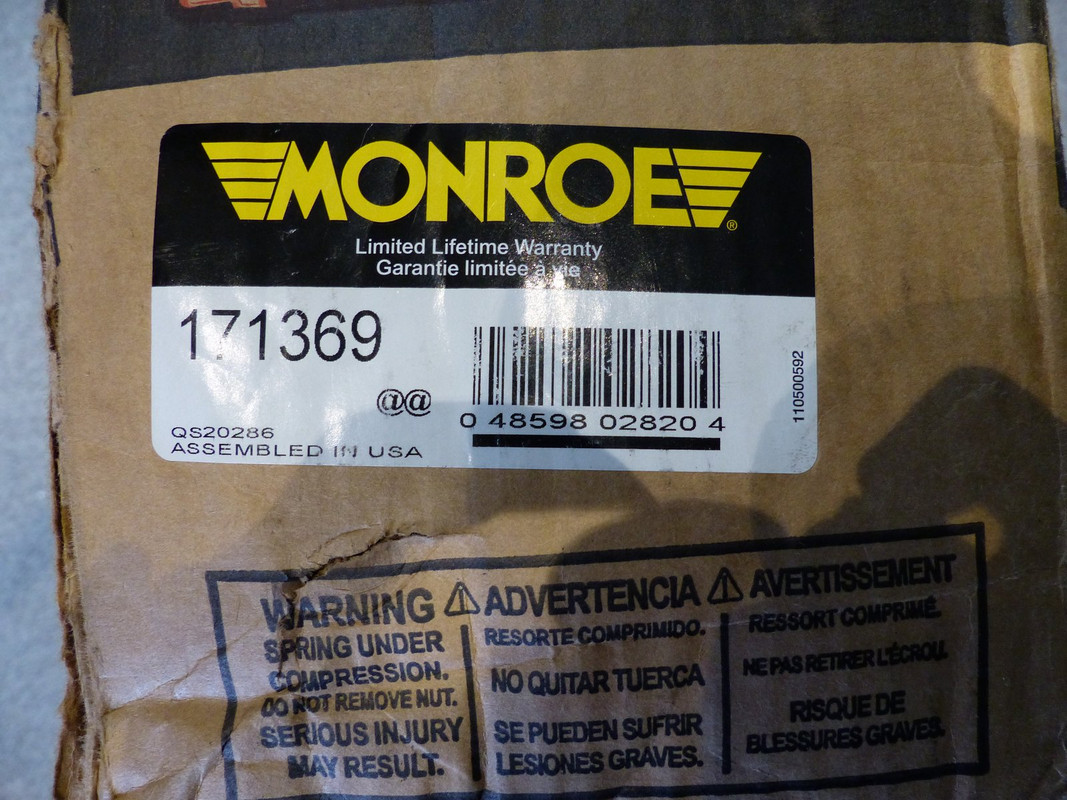 MONROE®
Limited Lifetime Warranty
Garantie limitée à vie
171369
@@
0 48598 02820 4
110500592
QS20286
ASSEMBLED IN USA
WARNING
SPRING UNDER
COMPRESSION.
DO NOT REMOVE NUT.
SERIOUS INJURY
MAY RESULT.
ADVERTENCIA
RESORTE COMPRIMIDO.
NO QUITAR TUERCA
SE PUEDEN SUFRIR
LESIONES GRAVES.
AVERTISSEMENT
RESSORT COMPRIMÉ.
NE PAS RETIRER L'ÉCROU.
RISQUE DE
BLESSURES GRAVES.